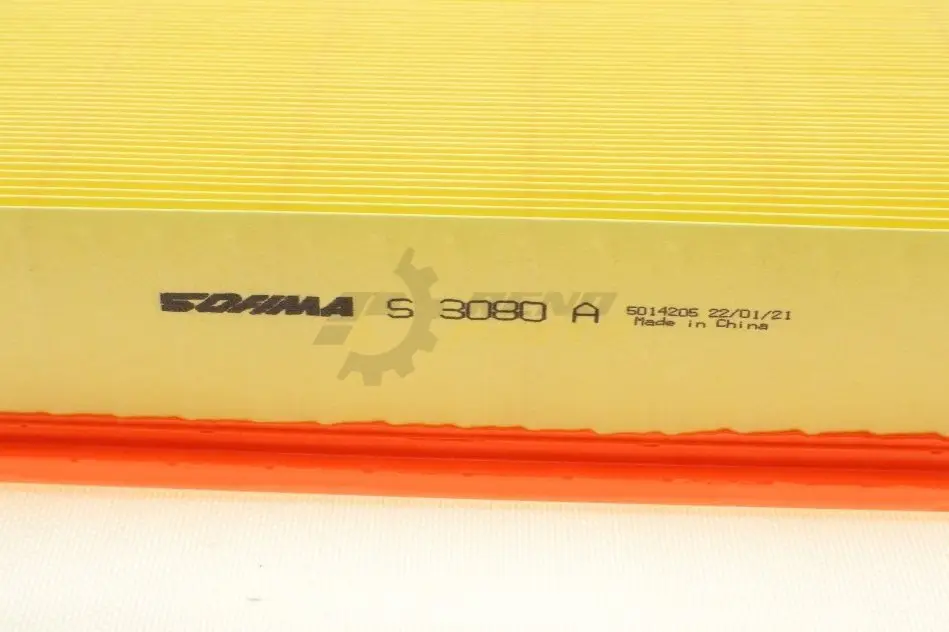 SOFIMA S 3080 A 5014205 22/01/21
Made in China